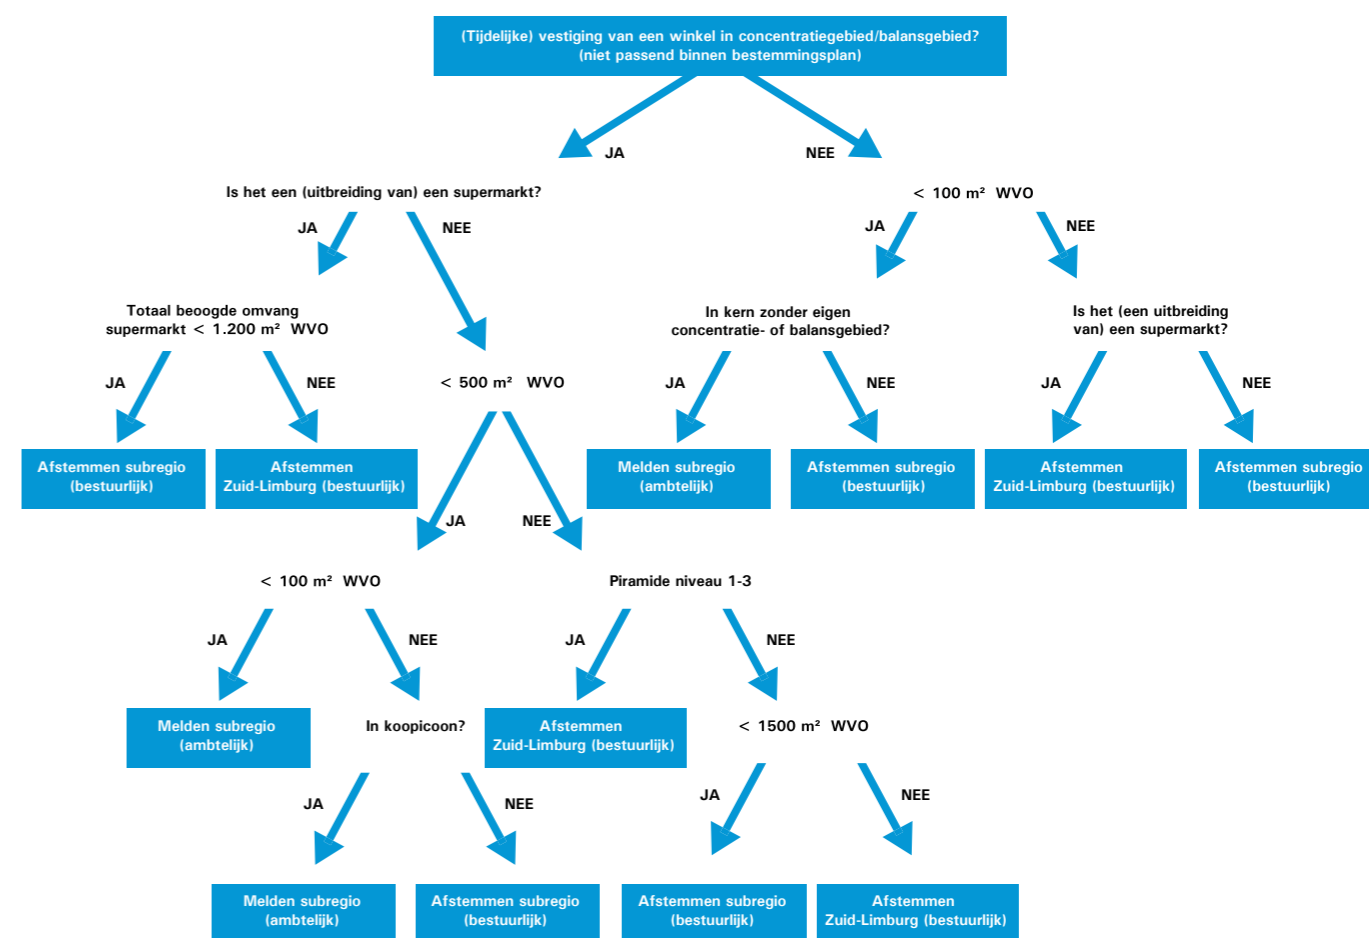 (Tijdelijke) vestiging van een winkel in concentratiegebied/balansgebied?
(niet passend binnen bestemmingsplan)
JA
NEE
Is het een (uitbreiding van) een supermarkt?
< 100 m² WVO
JA
NEE
JA
NEE
Totaal beoogde omvang
supermarkt < 1.200 m² WVO
In kern zonder eigen
concentratie- of balansgebied?
Is het (een uitbreiding
van) een supermarkt?
JA
NEE
< 500 m² WVO
JA
NEE
JA
NEE
Afstemmen subregio
(bestuurlijk)
Afstemmen
Zuid-Limburg (bestuurlijk)
Melden subregio
(ambtelijk)
Afstemmen subregio
(bestuurlijk)
Afstemmen
Zuid-Limburg (bestuurlijk)
Afstemmen subregio
(bestuurlijk)
JA
NEE
< 100 m² WVO
Piramide niveau 1-3
JA
NEE
JA
NEE
Melden subregio
(ambtelijk)
In koopicoon?
Afstemmen
Zuid-Limburg (bestuurlijk)
< 1500 m² WVO
JA
NEE
JA
NEE
Melden subregio
(ambtelijk)
Afstemmen subregio
(bestuurlijk)
Afstemmen subregio
(bestuurlijk)
Afstemmen
Zuid-Limburg (bestuurlijk)